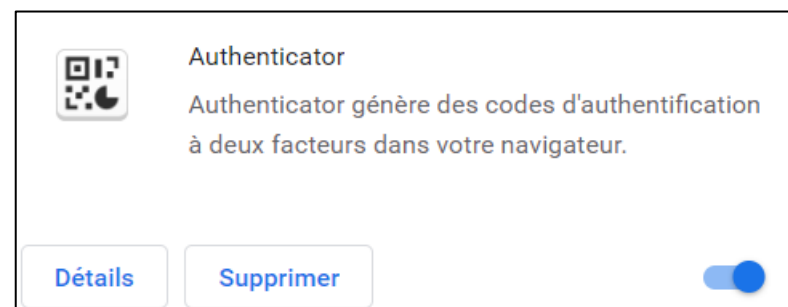 Authenticator
Authenticator génère des codes d'authentification
à deux facteurs dans votre navigateur.
Détails
Supprimer